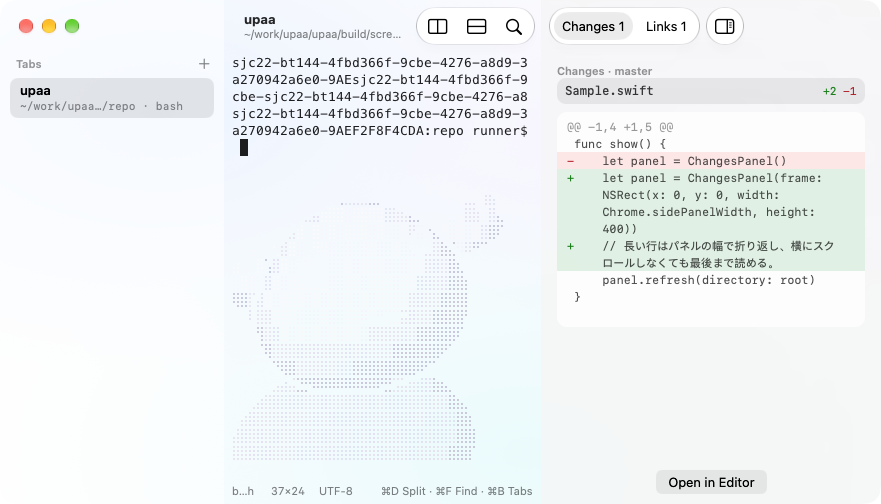 upaa
~/work/upaa/upaa/build/scre…
Changes 1
Links 1
Tabs
upaa
~/work/upaa…/repo · bash
sjc22-bt144-4fbd366f-9cbe-4276-a8d9-3
a270942a6e0-9AEsjc22-bt144-4fbd366f-9
cbe-sjc22-bt144-4fbd366f-9cbe-4276-a8
sjc22-bt144-4fbd366f-9cbe-4276-a8d9-3
a270942a6e0-9AEF2F8F4CDA:repo runner$
b…h 37×24 UTF-8 ⌘D Split · ⌘F Find · ⌘B Tabs
Changes · master
Sample.swift +2 −1
@@ −1,4 +1,5 @@
func show() {
− let panel = ChangesPanel()
+ let panel = ChangesPanel(frame:
NSRect(x: 0, y: 0, width:
Chrome.sidePanelWidth, height:
400))
+ // 長い行はパネルの幅で折り返し、横にスク
ロールしなくても最後まで読める。
panel.refresh(directory: root)
}
Open in Editor